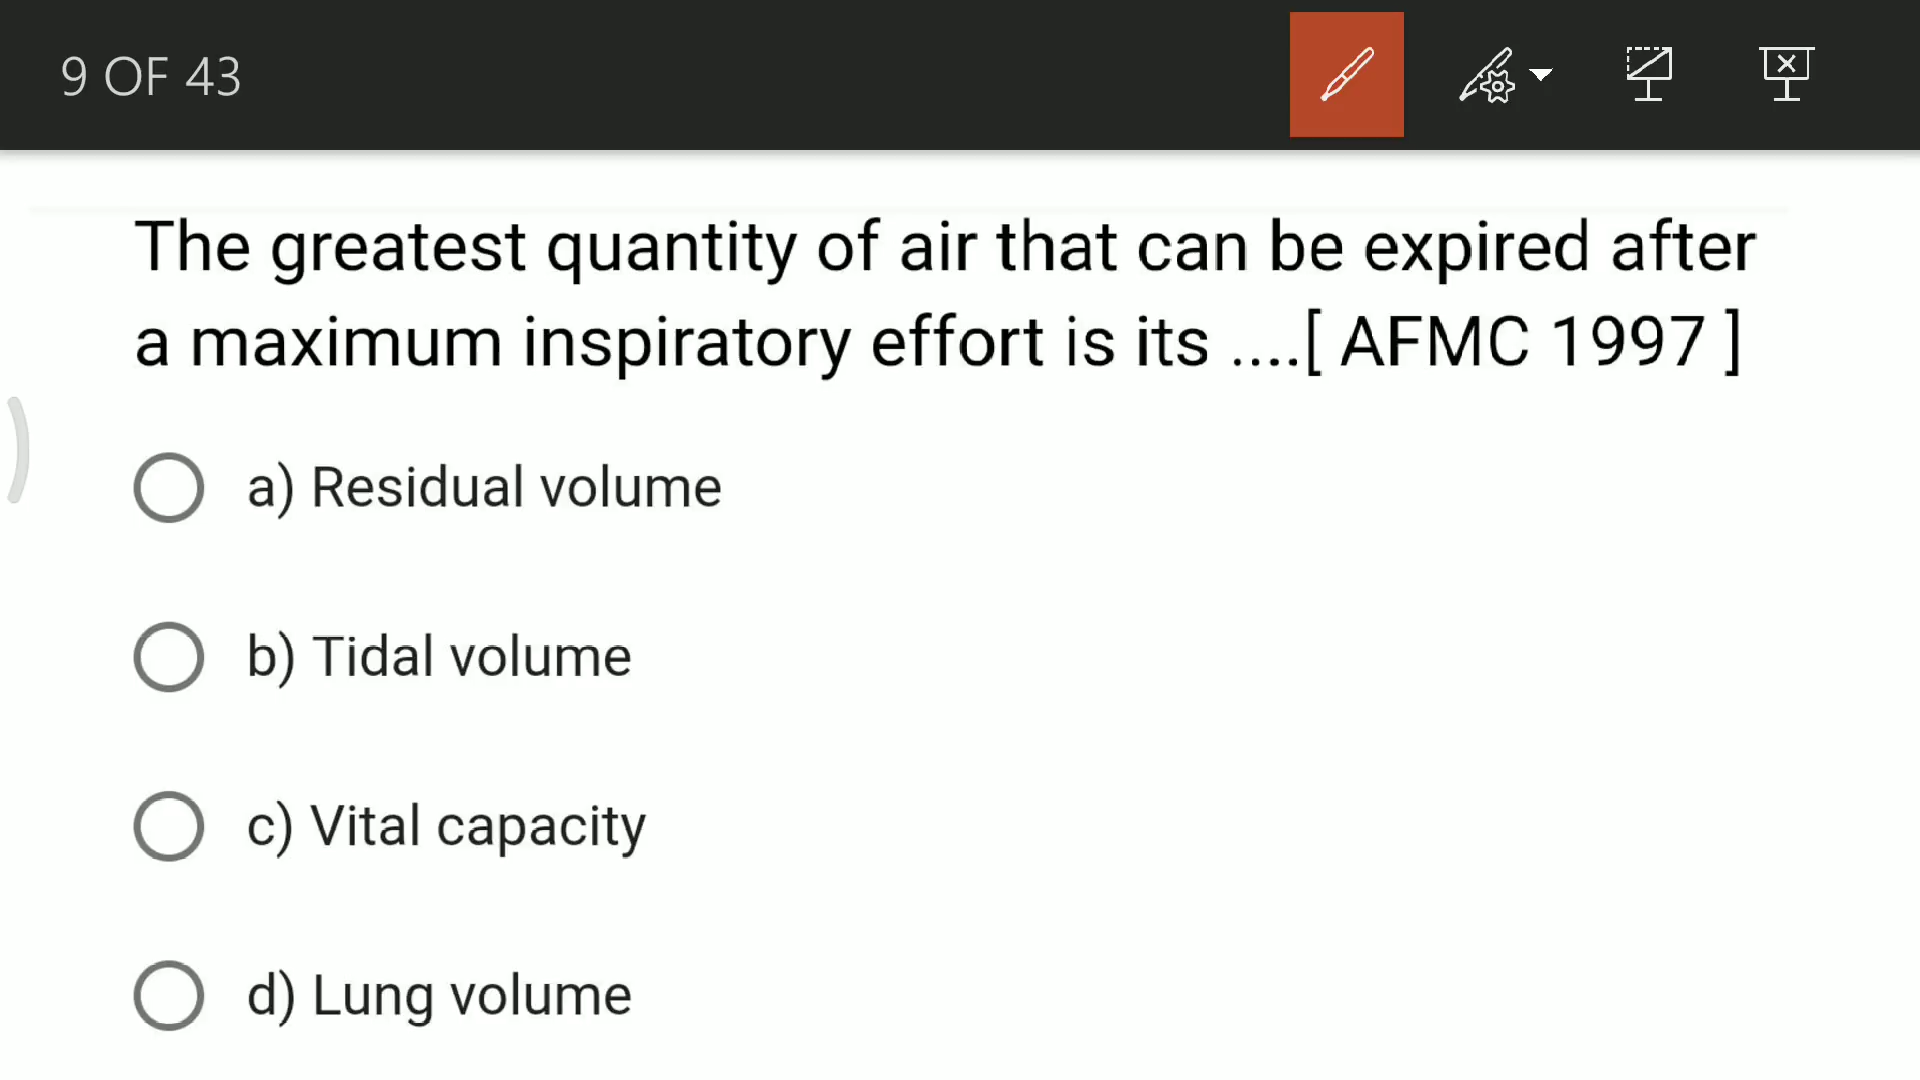 9 OF 43
The greatest quantity of air that can be expired after
a maximum inspiratory effort is its ....[ AFMC 1997 ]
a) Residual volume
b) Tidal volume
c) Vital capacity
d) Lung volume